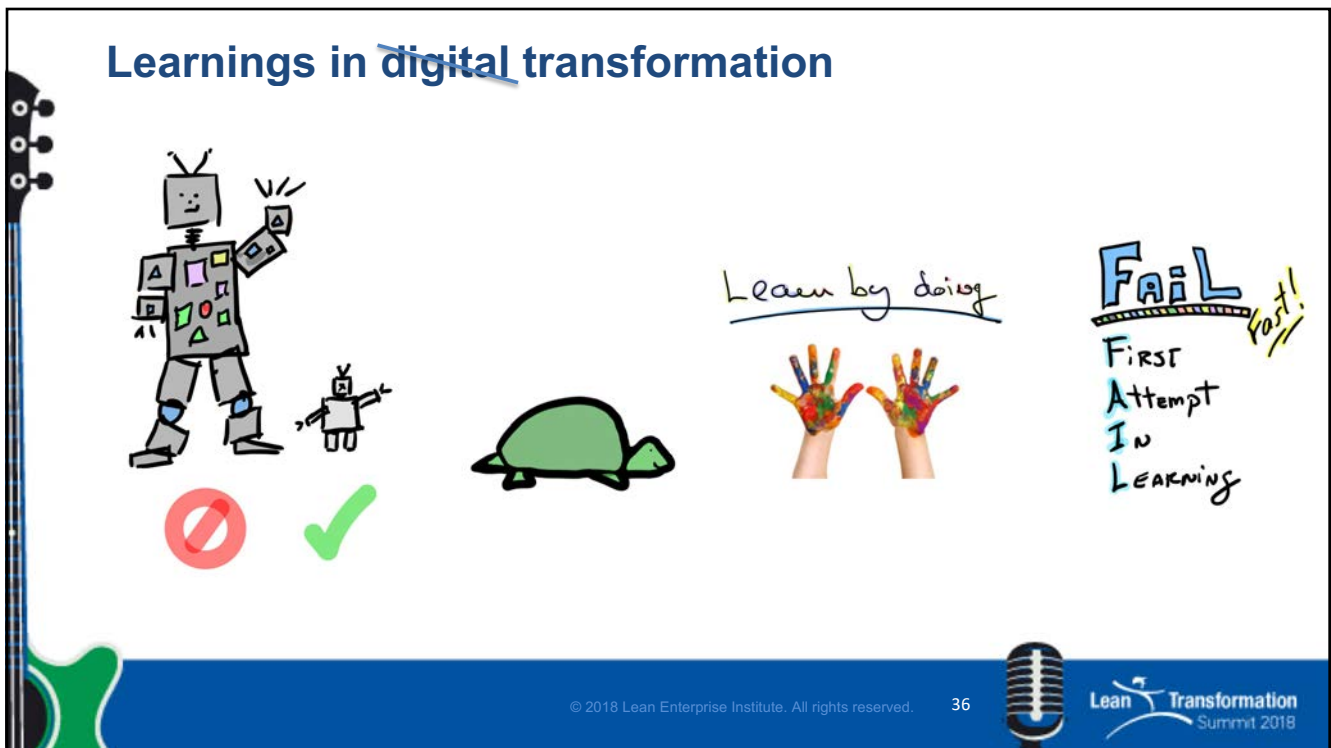 Learnings in digital transformation
Learn by doing
FAiL
Fast!
FiRST
Attempt
IN
LEARNiNg
© 2018 Lean Enterprise Institute. All rights reserved.
36
Lean Transformation
Summit 2018